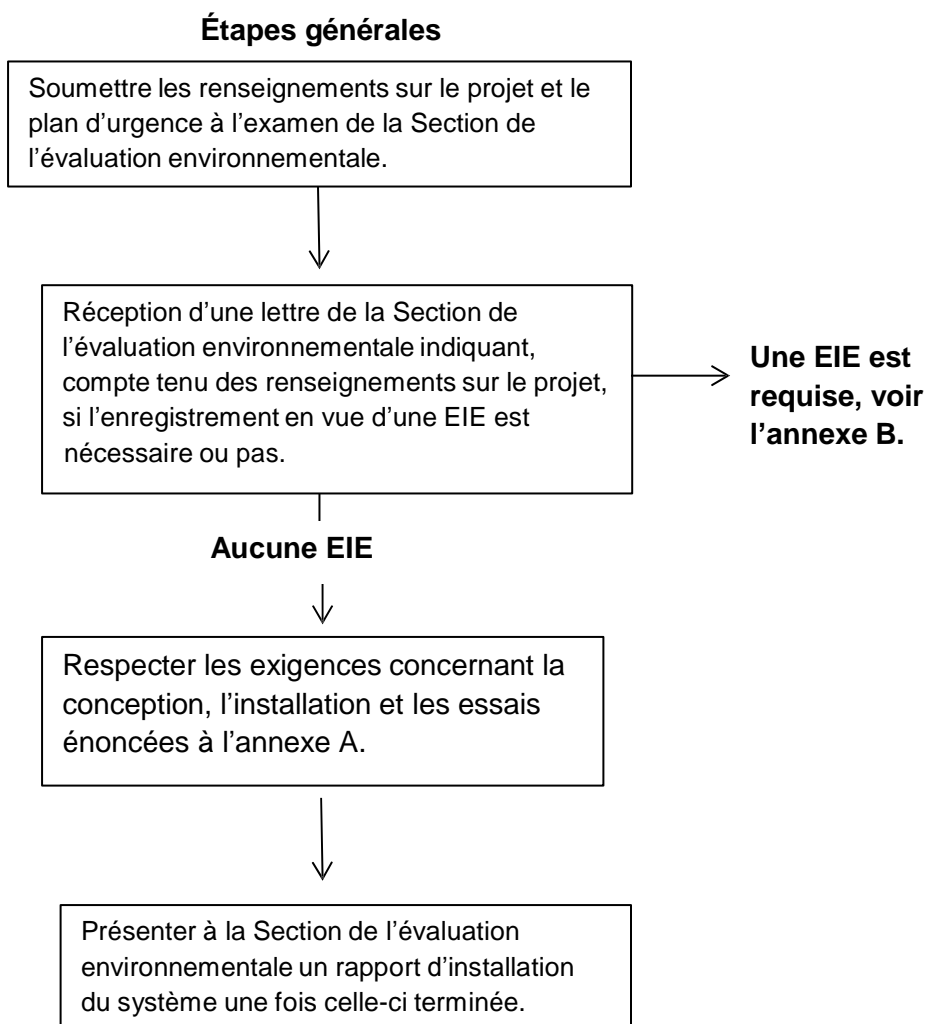 Étapes générales
Soumettre les renseignements sur le projet et le
plan d’urgence à l’examen de la Section de
l’évaluation environnementale.
Réception d’une lettre de la Section de
l’évaluation environnementale indiquant,
compte tenu des renseignements sur le projet,
si l’enregistrement en vue d’une EIE est
nécessaire ou pas.
Une EIE est
requise, voir
l’annexe B.
Aucune EIE
Respecter les exigences concernant la
conception, l’installation et les essais
énoncées à l’annexe A.
Présenter à la Section de l’évaluation
environnementale un rapport d’installation
du système une fois celle-ci terminée.